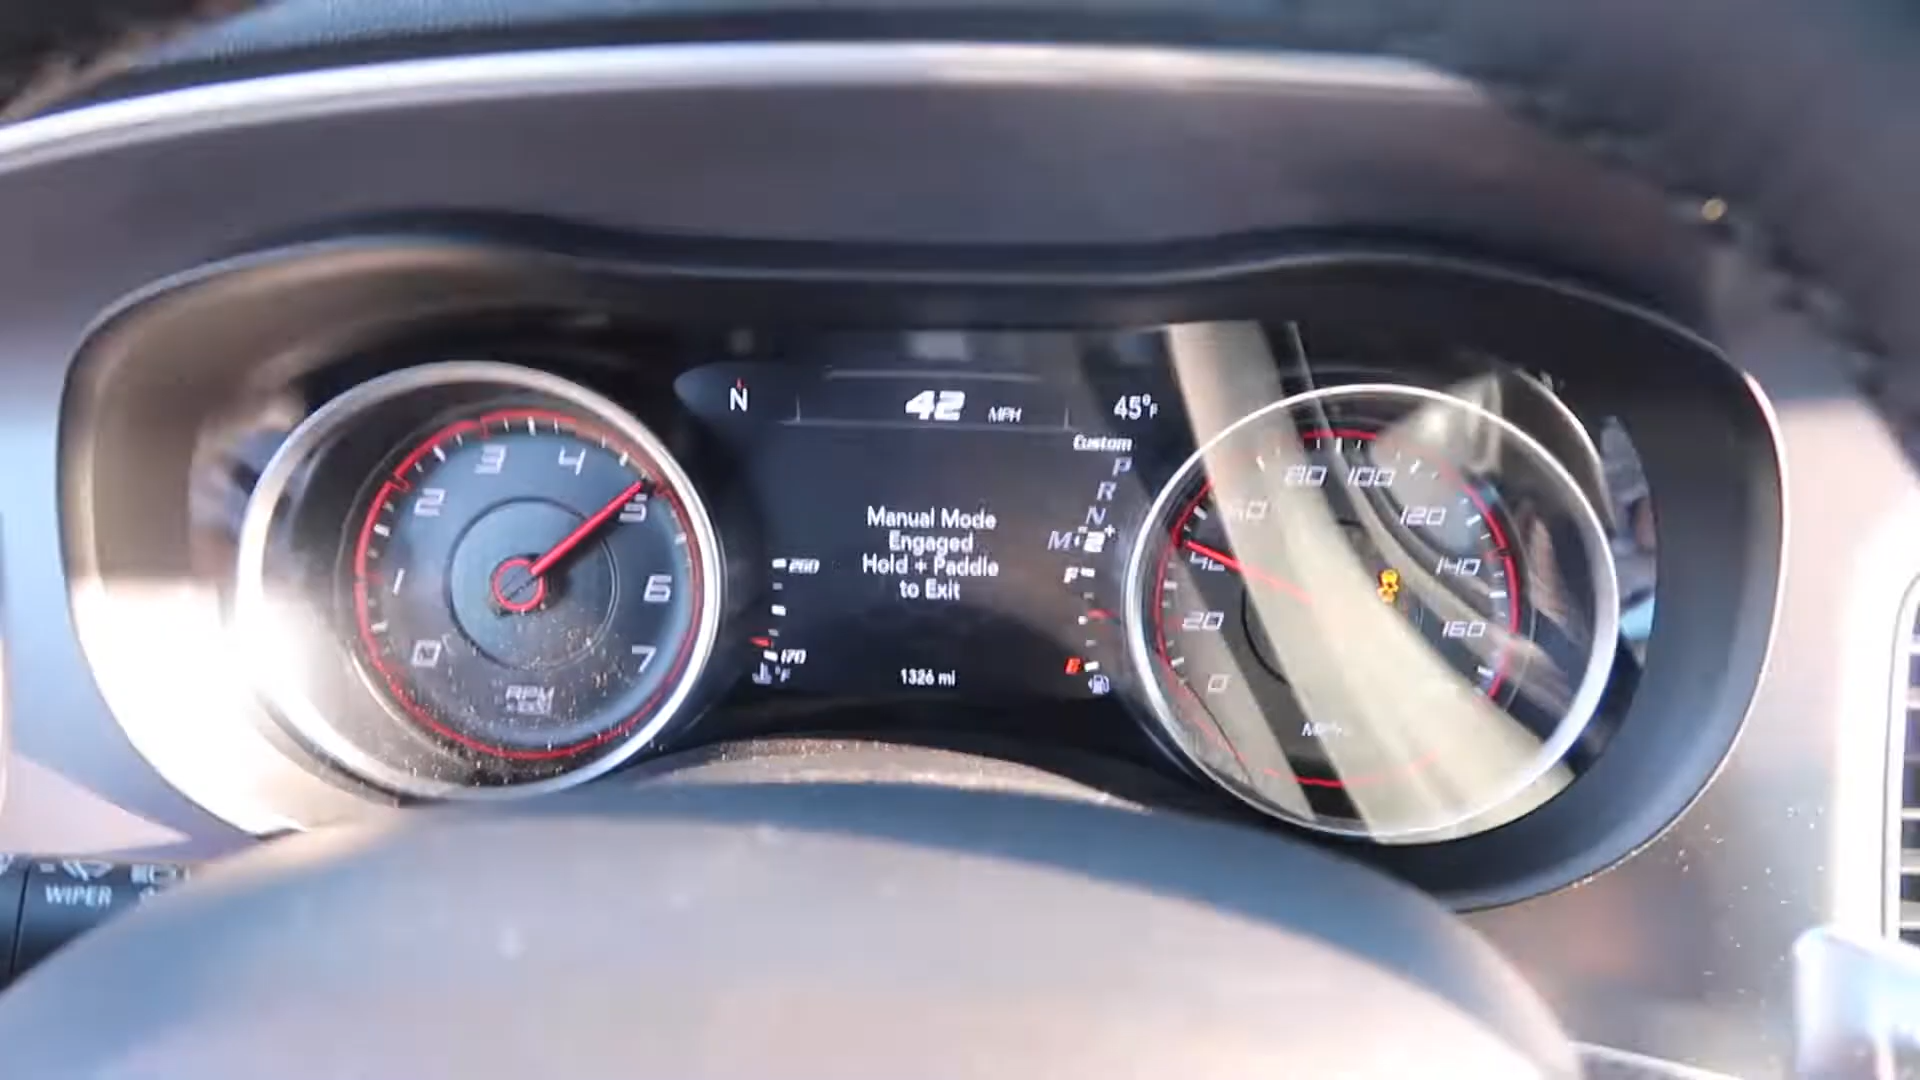 N 42 MPH 45°F
Custom
P
R
N
M 2
Manual Mode
Engaged
Hold + Paddle
to Exit
1326 mi
260
170
°F
F
E
0
1
2
3
4
5
6
7
RPM
0
20
40
60
80
100
120
140
160
MPH
WIPER